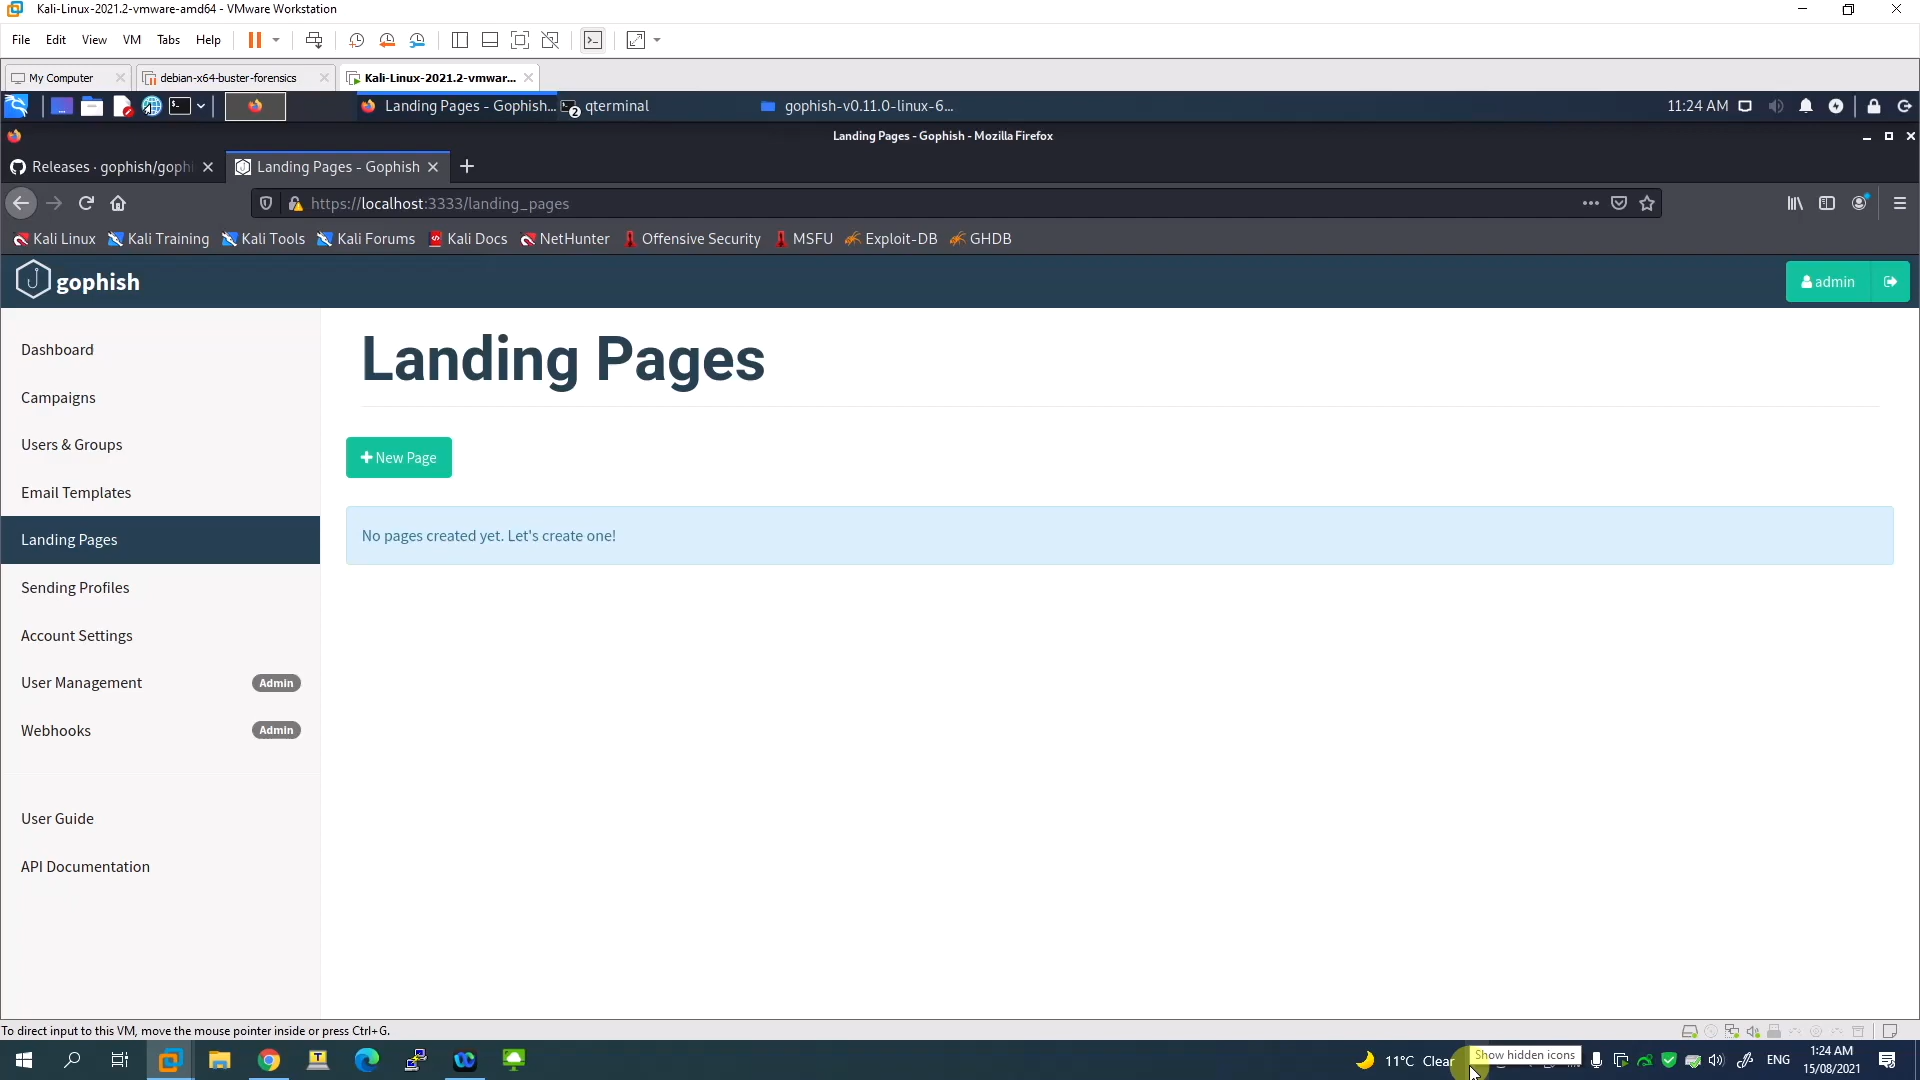 Kali-Linux-2021.2-vmware-amd64 - VMware Workstation
File Edit View VM Tabs Help
My Computer debian-x64-buster-forensics Kali-Linux-2021.2-vmwar...
Landing Pages - Gophish... 2 qterminal gophish-v0.11.0-linux-6... 11:24 AM
Landing Pages - Gophish - Mozilla Firefox
Releases · gophish/goph Landing Pages - Gophish
https://localhost:3333/landing_pages
Kali Linux Kali Training Kali Tools Kali Forums Kali Docs NetHunter Offensive Security MSFU Exploit-DB GHDB
gophish admin
Dashboard
Campaigns
Users & Groups
Email Templates
Landing Pages
Sending Profiles
Account Settings
User Management Admin
Webhooks Admin
User Guide
API Documentation
Landing Pages
New Page
No pages created yet. Let's create one!
To direct input to this VM, move the mouse pointer inside or press Ctrl+G.
11°C Clear Show hidden icons ENG 1:24 AM
15/08/2021